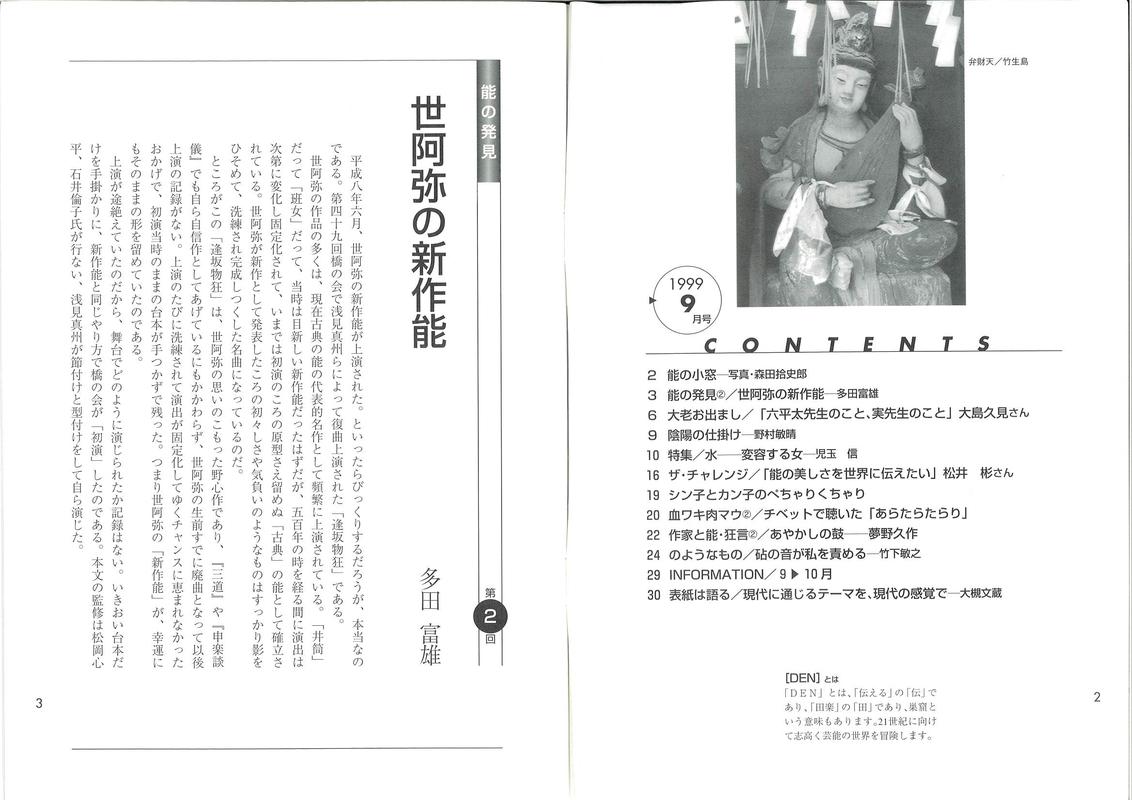 弁財天／竹生島
1999
9
月号
CONTENTS
2 能の小窓─写真・森田拾史郎
3 能の発見②／世阿弥の新作能─多田富雄
6 大老お出まし／「六平太先生のこと、実先生のこと」大島久見さん
9 陰陽の仕掛け─野村敏晴
10 特集／水──変容する女─児玉 信
16 ザ・チャレンジ／「能の美しさを世界に伝えたい」松井 彬さん
19 シン子とカン子のぺちゃりくちゃり
20 血ワキ肉マウ②／チベットで聴いた「あらたらたらり」
22 作家と能・狂言②／あやかしの鼓──夢野久作
24 のようなもの／砧の音が私を責める─竹下敏之
29 INFORMATION／9▶10月
30 表紙は語る／現代に通じるテーマを、現代の感覚で─大槻文蔵
[DEN]とは
「DEN」とは、「伝える」の「伝」で
あり、「田楽」の「田」であり、巣窟と
いう意味もあります。21世紀に向け
て志高く芸能の世界を冒険します。
2
能の発見
第2回
世阿弥の新作能
多田 富雄
平成八年六月、世阿弥の新作能が上演された。といったらびっくりするだろうが、本当なの
である。第四十九回橋の会で浅見真州らによって復曲上演された「逢坂物狂」である。
世阿弥の作品の多くは、現在古典の能の代表的名作として頻繁に上演されている。「井筒」
だって「班女」だって、当時は目新しい新作能だったはずだが、五百年の時を経る間に演出は
次第に変化し固定化されて、いまでは初演のころの原型さえ留めぬ「古典」の能として確立さ
れている。世阿弥が新作として発表したころの初々しさや気負いのようなものはすっかり影を
ひそめて、洗練され完成しつくした名曲になっているのだ。
ところがこの「逢坂物狂」は、世阿弥の思いのこもった野心作であり、『三道』や『申楽談
儀』でも自ら自信作としてあげているにもかかわらず、世阿弥の生前すでに廃曲となって以後
上演の記録がない。上演のたびに洗練されて演出が固定化してゆくチャンスに恵まれなかった
おかげで、初演当時のままの台本が手つかずで残った。つまり世阿弥の「新作能」が、幸運に
もそのままの形を留めていたのである。
上演が途絶えていたのだから、舞台でどのように演じられたか記録はない。いきおい台本だ
けを手掛かりに、新作能と同じやり方で橋の会が「初演」したのである。本文の監修は松岡心
平、石井倫子氏が行ない、浅見真州が節付けと型付けをして自ら演じた。
3